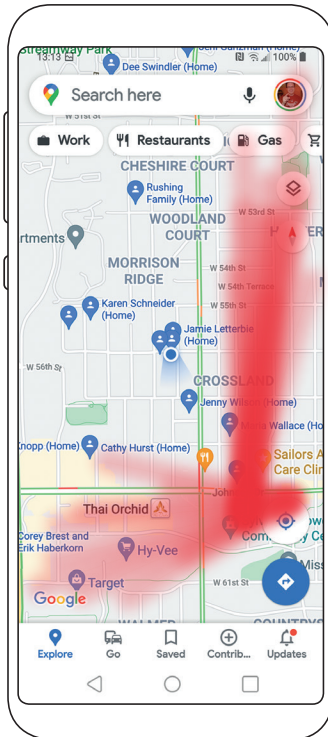 Streamway Park
13:13
100%
Dee Swindler (Home)
Search here
W 51st St
Work
Restaurants
Gas
CHESHIRE COURT
Rushing
Family (Home)
W 53rd St
WOODLAND
COURT
rtments
MORRISON
RIDGE
W 54th St
W 54th Terrace
Karen Schneider
(Home)
W 55th St
Jamie Letterbie
(Home)
W 56th St
CROSSLAND
Jenny Wilson (Home)
Wallace (Ho
Knopp (Home)
Cathy Hurst (Home)
Sailors A
Care Clin
Thai Orchid
Corey Brest and
Erik Haberkorn
Hy-Vee
Target
W 61st St
Google
Explore
Go
Saved
Contrib...
Updates